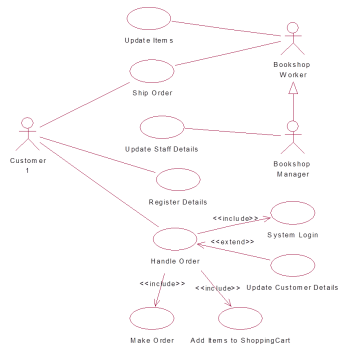 Update Items
Bookshop
Worker
Ship Order
Customer
1
Update Staff Details
Bookshop
Manager
Register Details
<<include>>
System Login
<<extend>>
Handle Order
Update Customer Details
<<include>>
<<include>>
Make Order
Add Items to ShoppingCart